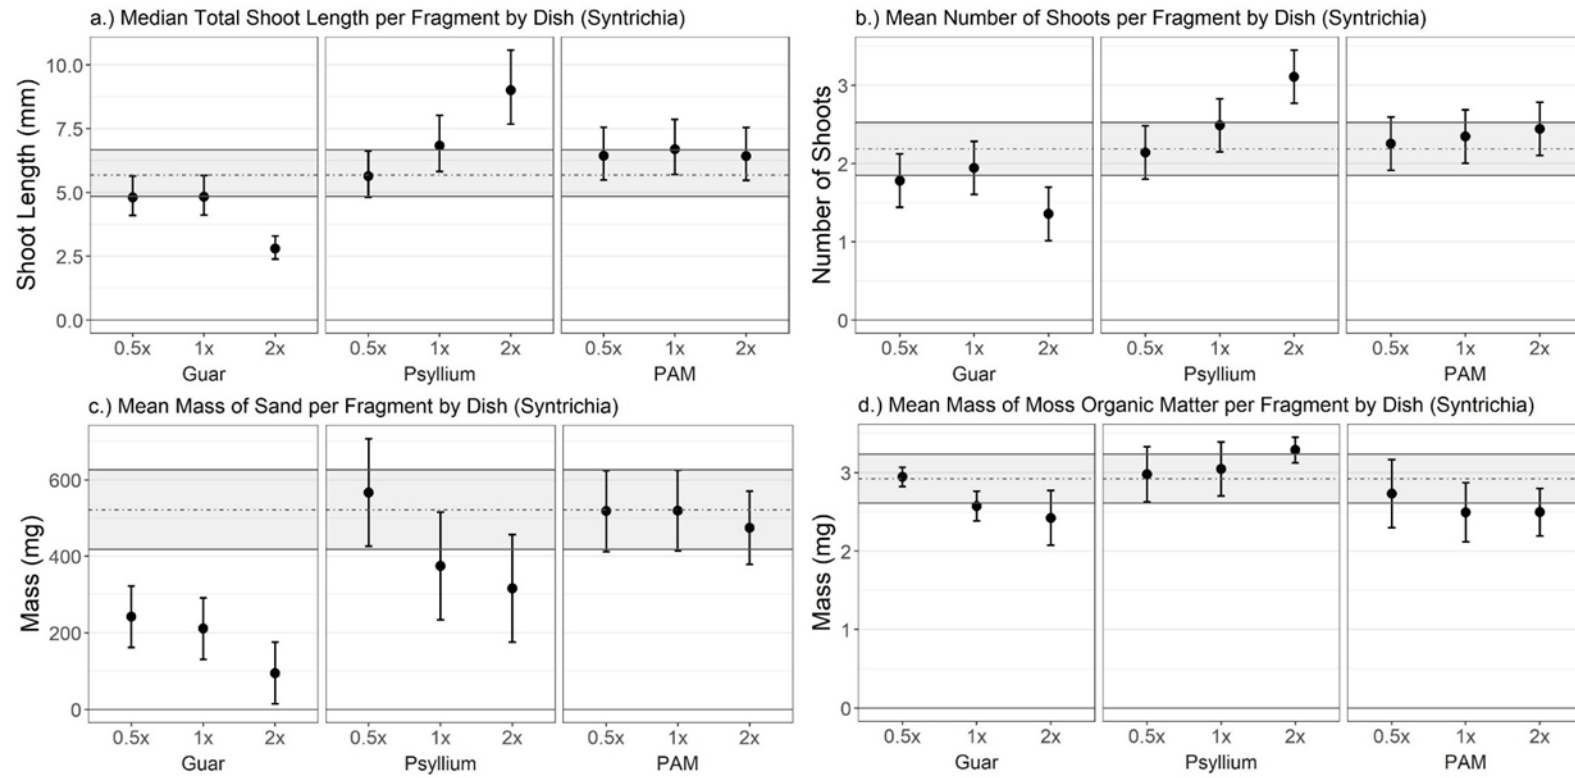 a.) Median Total Shoot Length per Fragment by Dish (Syntrichia)
Shoot Length (mm)
10.0
7.5
5.0
2.5
0.0
0.5x 1x 2x 0.5x 1x 2x 0.5x 1x 2x
Guar Psyllium PAM
b.) Mean Number of Shoots per Fragment by Dish (Syntrichia)
Number of Shoots
3
2
1
0
0.5x 1x 2x 0.5x 1x 2x 0.5x 1x 2x
Guar Psyllium PAM
c.) Mean Mass of Sand per Fragment by Dish (Syntrichia)
Mass (mg)
600
400
200
0
0.5x 1x 2x 0.5x 1x 2x 0.5x 1x 2x
Guar Psyllium PAM
d.) Mean Mass of Moss Organic Matter per Fragment by Dish (Syntrichia)
Mass (mg)
3
2
1
0
0.5x 1x 2x 0.5x 1x 2x 0.5x 1x 2x
Guar Psyllium PAM